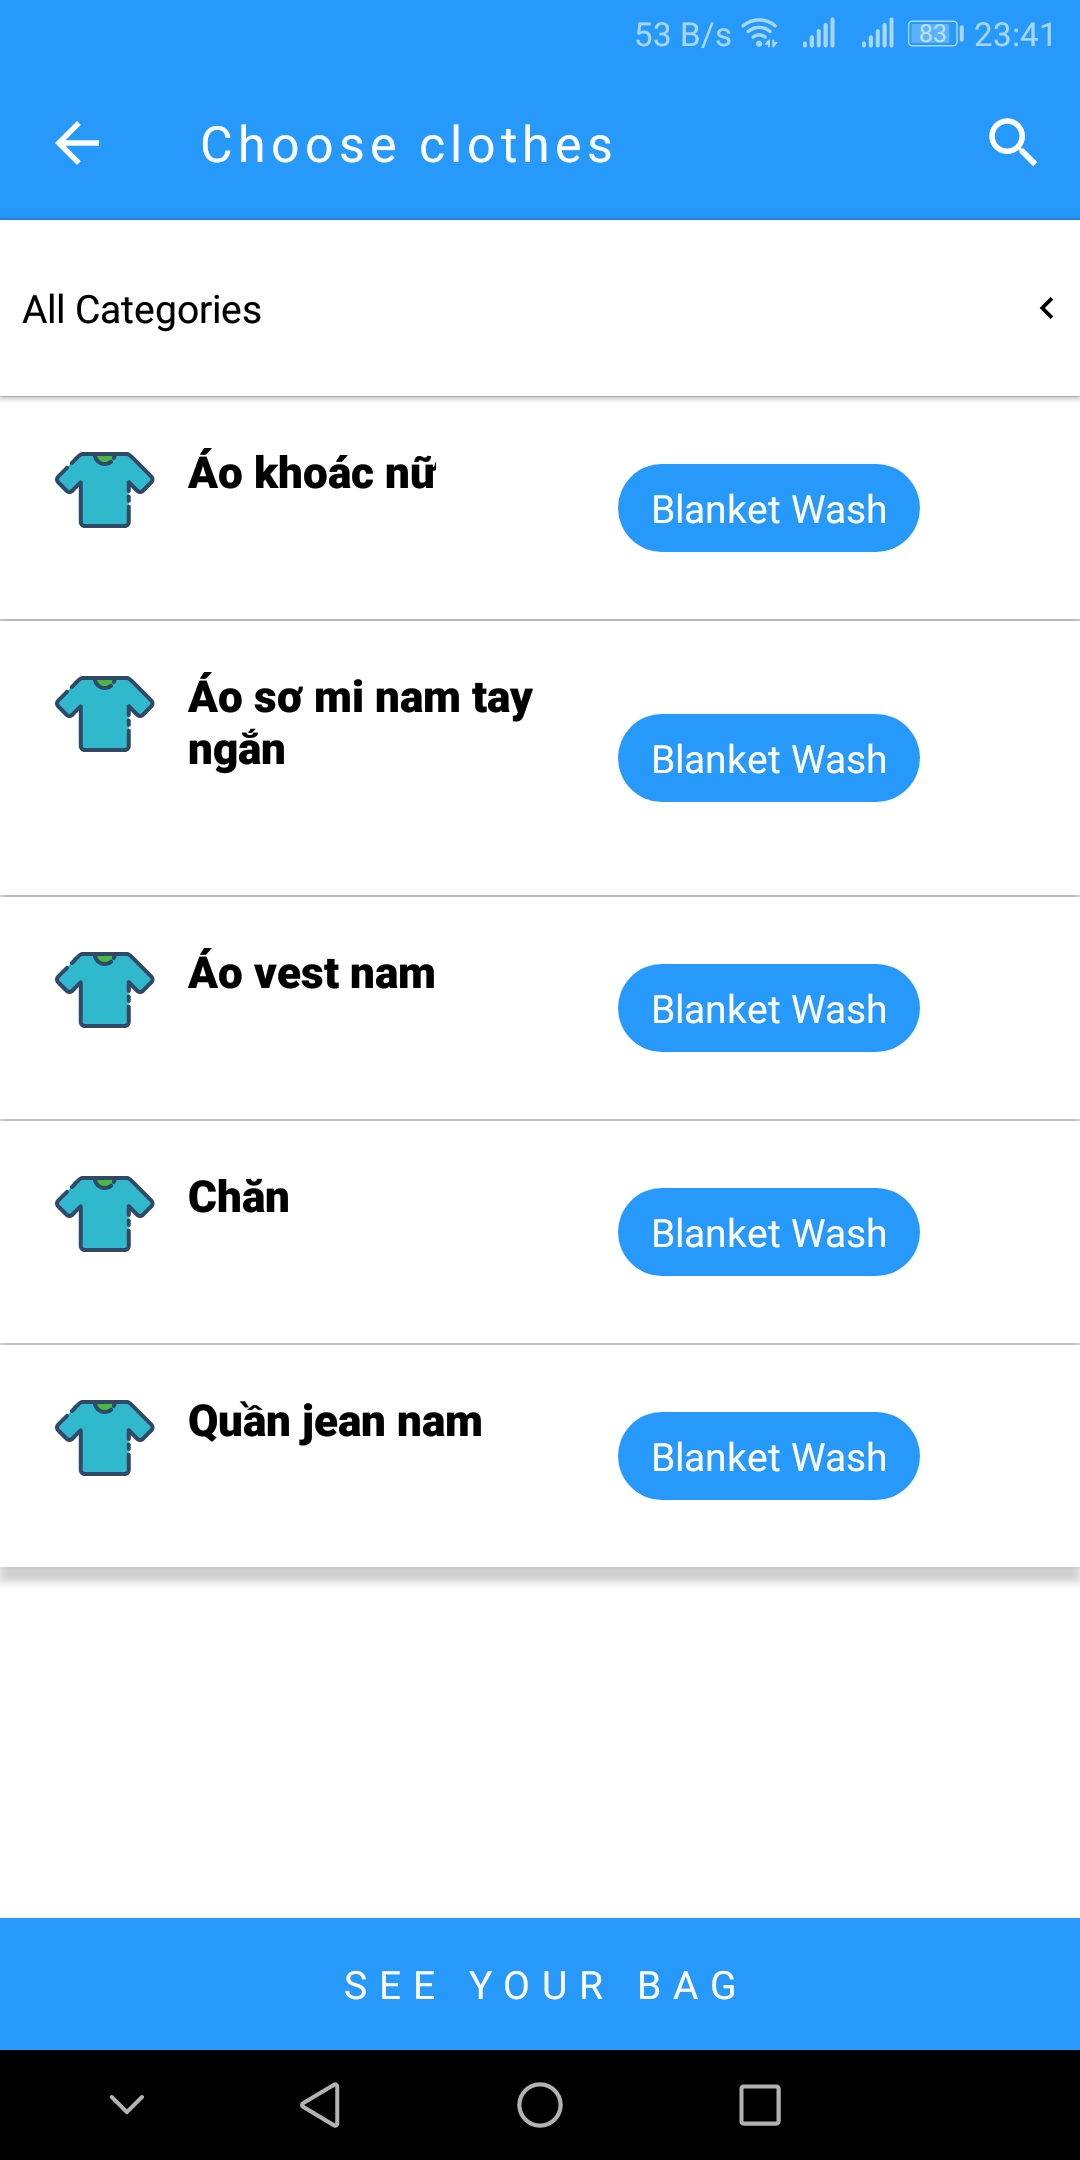 53 B/s 83 23:41
Choose clothes
All Categories
Áo khoác nữ
Blanket Wash
Áo sơ mi nam tay
ngắn
Blanket Wash
Áo vest nam
Blanket Wash
Chăn
Blanket Wash
Quần jean nam
Blanket Wash
SEE YOUR BAG